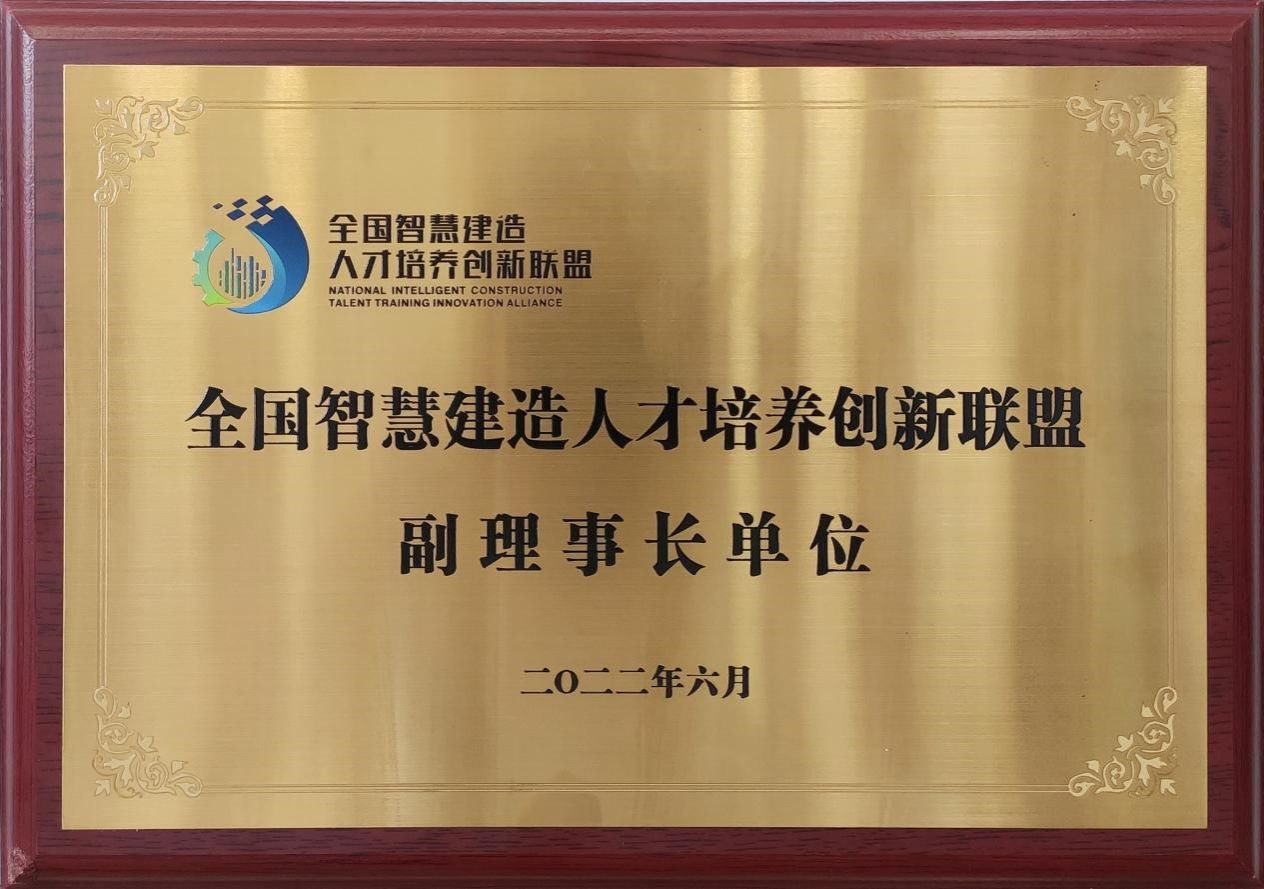 全国智慧建造
人才培养创新联盟
NATIONAL INTELLIGENT CONSTRUCTION
TALENT TRAINING INNOVATION ALLIANCE
全国智慧建造人才培养创新联盟
副理事长单位
二〇二二年六月